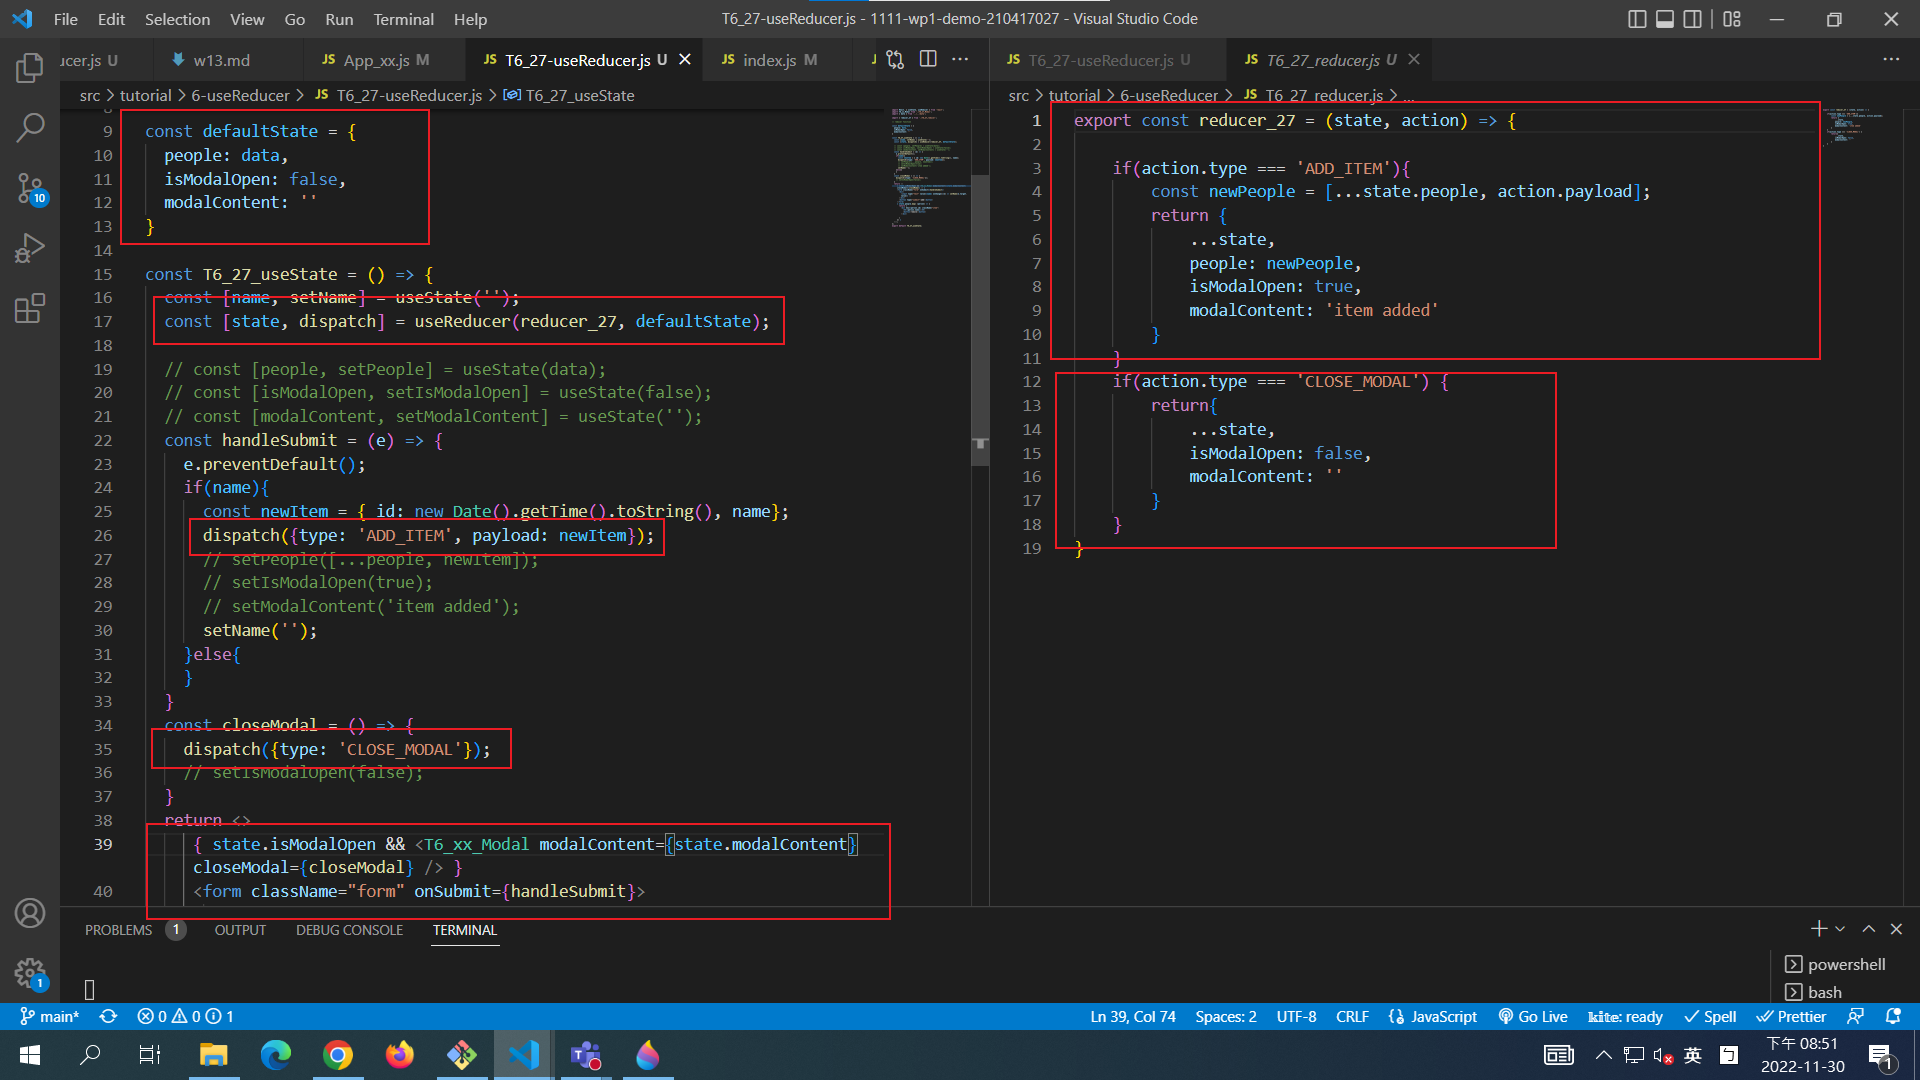 File Edit Selection View Go Run Terminal Help
T6_27-useReducer.js - 1111-wp1-demo-210417027 - Visual Studio Code
ucer.js U
w13.md
JS App_xx.js M
JS T6_27-useReducer.js U
JS index.js M
JS T6_27-useReducer.js U
JS T6_27_reducer.js U
src > tutorial > 6-useReducer > JS T6_27-useReducer.js > T6_27_useState
9 const defaultState = {
10 people: data,
11 isModalOpen: false,
12 modalContent: ''
13 }
14
15 const T6_27_useState = () => {
16 const [name, setName] = useState('');
17 const [state, dispatch] = useReducer(reducer_27, defaultState);
18
19 // const [people, setPeople] = useState(data);
20 // const [isModalOpen, setIsModalOpen] = useState(false);
21 // const [modalContent, setModalContent] = useState('');
22 const handleSubmit = (e) => {
23 e.preventDefault();
24 if(name){
25 const newItem = { id: new Date().getTime().toString(), name};
26 dispatch({type: 'ADD_ITEM', payload: newItem});
27 // setPeople([...people, newItem]);
28 // setIsModalOpen(true);
29 // setModalContent('item added');
30 setName('');
31 }else{
32 }
33 }
34 const closeModal = () => {
35 dispatch({type: 'CLOSE_MODAL'});
36 // setIsModalOpen(false);
37 }
38 return <>
39 { state.isModalOpen && <T6_xx_Modal modalContent={state.modalContent}
closeModal={closeModal} /> }
40 <form className="form" onSubmit={handleSubmit}>
src > tutorial > 6-useReducer > JS T6_27_reducer.js > ...
1 export const reducer_27 = (state, action) => {
2
3 if(action.type === 'ADD_ITEM'){
4 const newPeople = [...state.people, action.payload];
5 return {
6 ...state,
7 people: newPeople,
8 isModalOpen: true,
9 modalContent: 'item added'
10 }
11 }
12 if(action.type === 'CLOSE_MODAL') {
13 return{
14 ...state,
15 isModalOpen: false,
16 modalContent: ''
17 }
18 }
19 }
10
1
PROBLEMS 1 OUTPUT DEBUG CONSOLE TERMINAL
powershell
bash
main* 0 0 1
Ln 39, Col 74 Spaces: 2 UTF-8 CRLF JavaScript Go Live kite: ready Spell Prettier
英
下午 08:51
2022-11-30
1